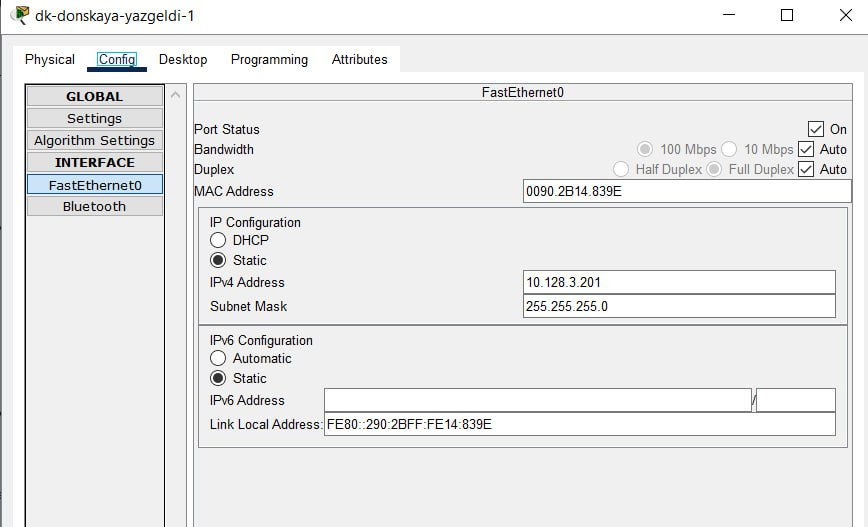 dk-donskaya-yazgeldi-1
Physical Config Desktop Programming Attributes
GLOBAL
Settings
Algorithm Settings
INTERFACE
FastEthernet0
Bluetooth
FastEthernet0
Port Status On
Bandwidth 100 Mbps 10 Mbps Auto
Duplex Half Duplex Full Duplex Auto
MAC Address 0090.2B14.839E
IP Configuration
DHCP
Static
IPv4 Address 10.128.3.201
Subnet Mask 255.255.255.0
IPv6 Configuration
Automatic
Static
IPv6 Address /
Link Local Address: FE80::290:2BFF:FE14:839E